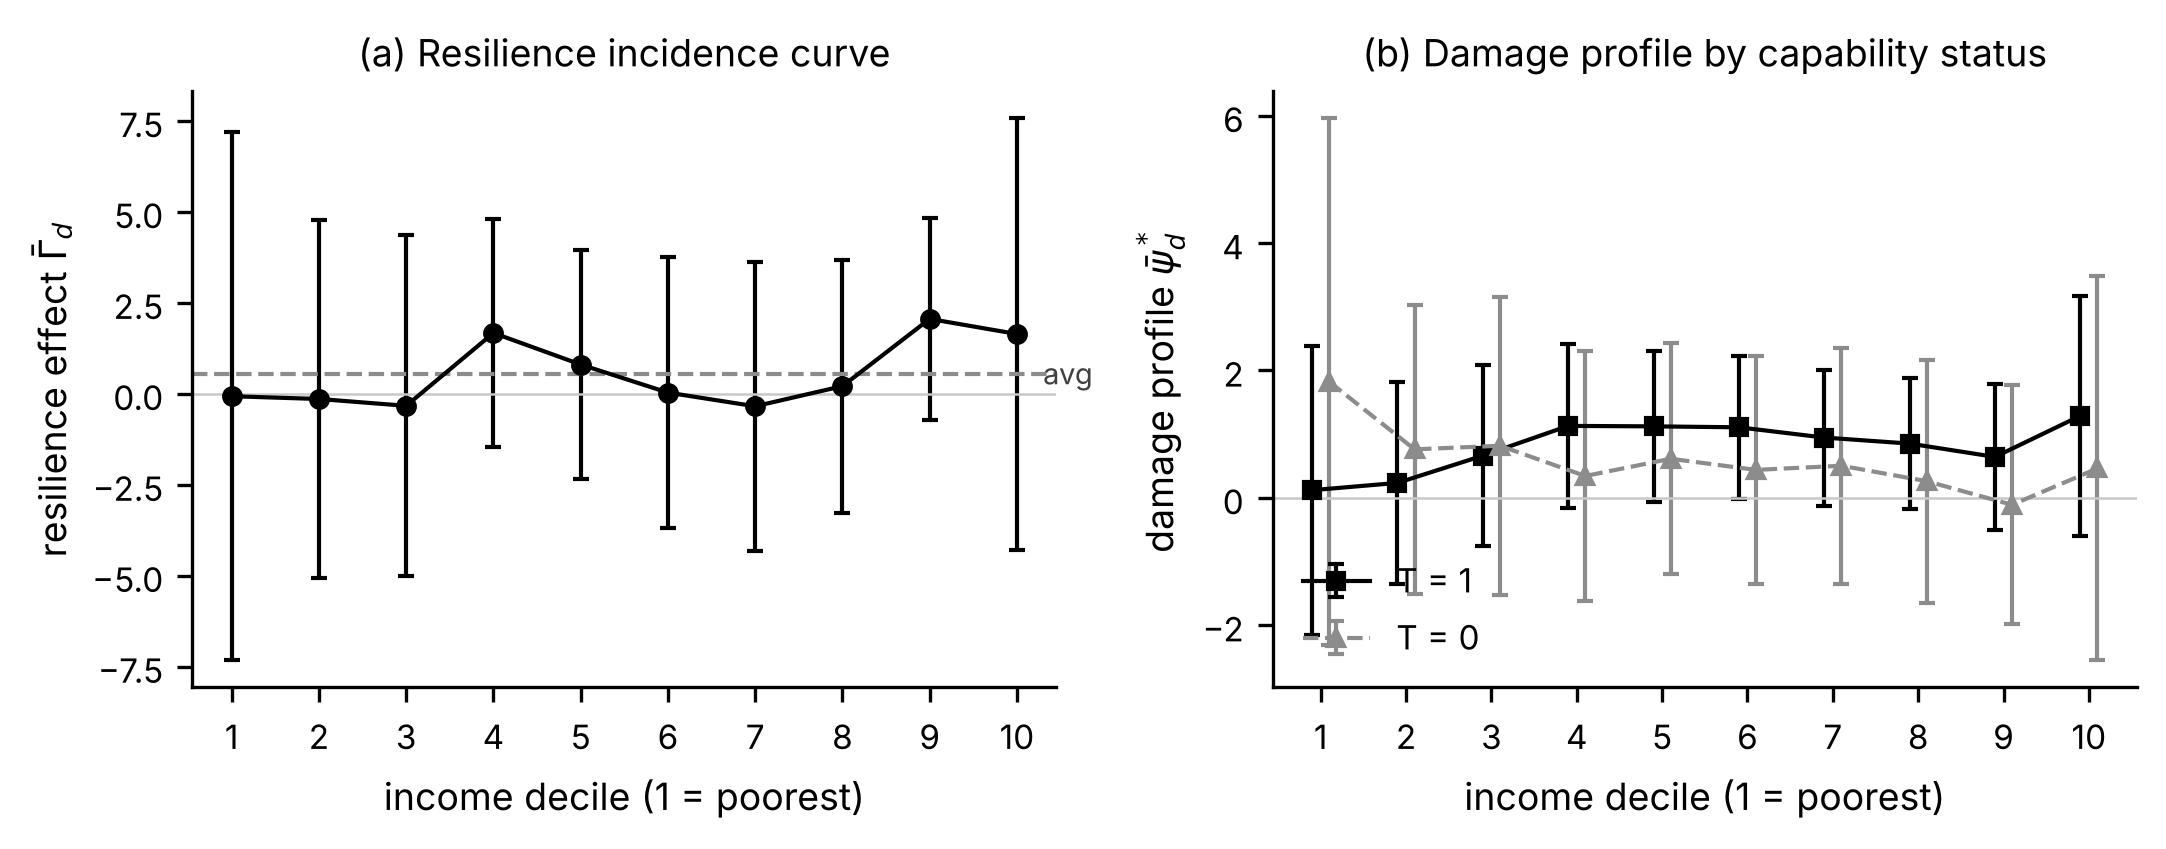 (a) Resilience incidence curve
resilience effect Γ̄_d
7.5
5.0
2.5
0.0
−2.5
−5.0
−7.5
avg
1 2 3 4 5 6 7 8 9 10
income decile (1 = poorest)
(b) Damage profile by capability status
damage profile ψ̄*_d
6
4
2
0
−2
T = 1
T = 0
1 2 3 4 5 6 7 8 9 10
income decile (1 = poorest)